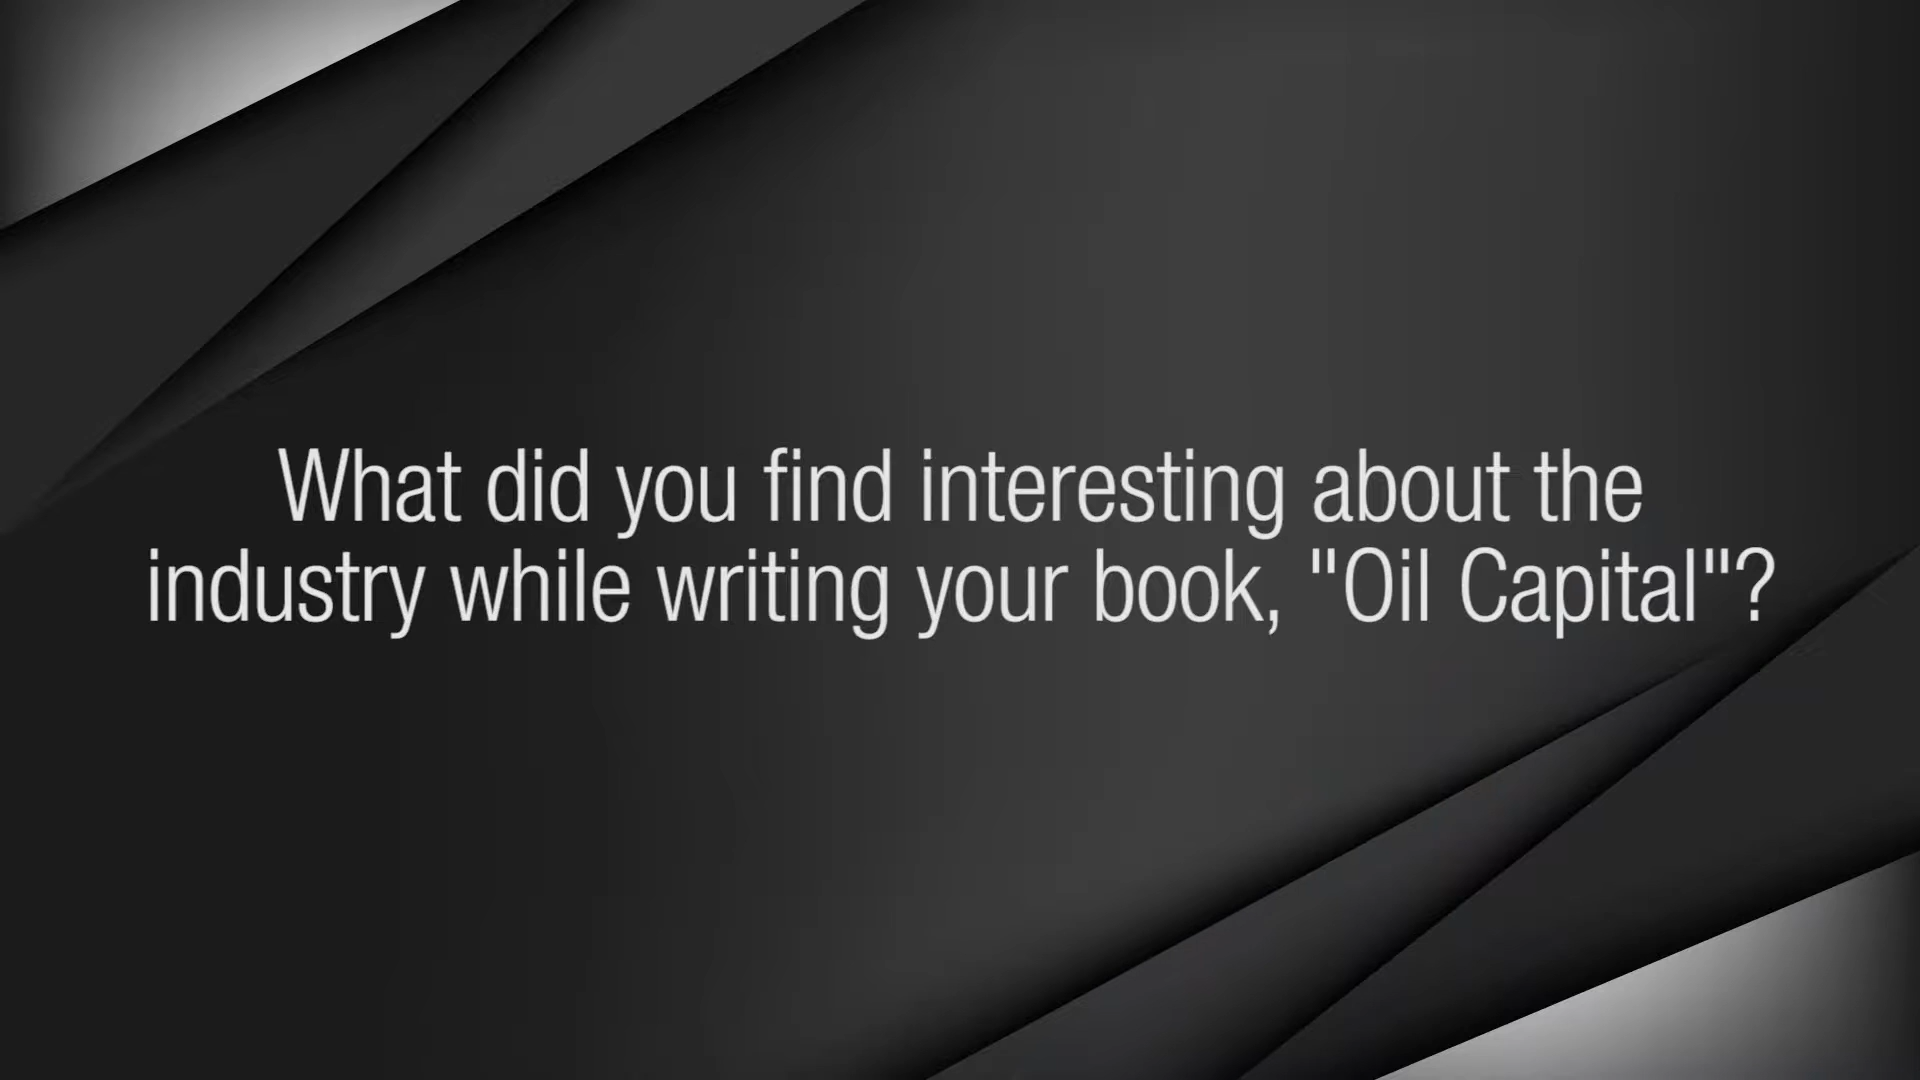 What did you find interesting about the
industry while writing your book, "Oil Capital"?